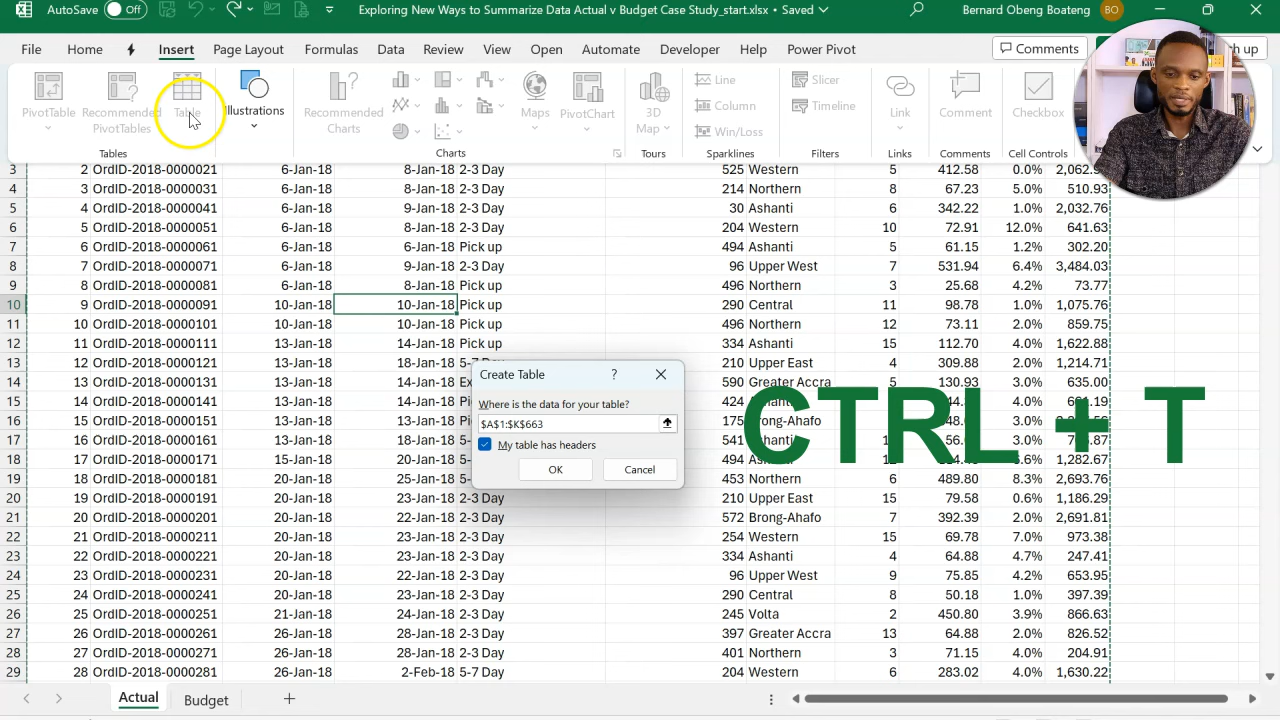 AutoSave Off Exploring New Ways to Summarize Data Actual v Budget Case Study_start.xlsx • Saved Bernard Obeng Boateng BO
File Home Insert Page Layout Formulas Data Review View Open Automate Developer Help Power Pivot Comments
PivotTable Recommended PivotTables Table Illustrations Recommended Charts Maps PivotChart 3D Map Line Column Win/Loss Slicer Timeline Link Comment Checkbox
Tables Charts Tours Sparklines Filters Links Comments Cell Controls
3 2 OrdID-2018-0000021 6-Jan-18 8-Jan-18 2-3 Day 525 Western 5 412.58 0.0%
4 3 OrdID-2018-0000031 6-Jan-18 8-Jan-18 2-3 Day 214 Northern 8 67.23 5.0% 510.93
5 4 OrdID-2018-0000041 6-Jan-18 9-Jan-18 2-3 Day 30 Ashanti 6 342.22 1.0% 2,032.76
6 5 OrdID-2018-0000051 6-Jan-18 8-Jan-18 2-3 Day 204 Western 10 72.91 12.0% 641.63
7 6 OrdID-2018-0000061 6-Jan-18 6-Jan-18 Pick up 494 Ashanti 5 61.15 1.2% 302.20
8 7 OrdID-2018-0000071 6-Jan-18 9-Jan-18 2-3 Day 96 Upper West 7 531.94 6.4% 3,484.03
9 8 OrdID-2018-0000081 6-Jan-18 8-Jan-18 Pick up 496 Northern 3 25.68 4.2% 73.77
10 9 OrdID-2018-0000091 10-Jan-18 10-Jan-18 Pick up 290 Central 11 98.78 1.0% 1,075.76
11 10 OrdID-2018-0000101 10-Jan-18 10-Jan-18 Pick up 496 Northern 12 73.11 2.0% 859.75
12 11 OrdID-2018-0000111 13-Jan-18 14-Jan-18 Pick up 334 Ashanti 15 112.70 4.0% 1,622.88
13 12 OrdID-2018-0000121 13-Jan-18 18-Jan-18 210 Upper East 4 309.88 2.0% 1,214.71
14 13 OrdID-2018-0000131 13-Jan-18 14-Jan-18 590 Greater Accra 5 130.93 3.0% 635.00
15 14 OrdID-2018-0000141 13-Jan-18 14-Jan-18 424
16 15 OrdID-2018-0000151 13-Jan-18 14-Jan-18 175
17 16 OrdID-2018-0000161 13-Jan-18 18-Jan-18 541
18 17 OrdID-2018-0000171 15-Jan-18 20-Jan-18 494 1,282.67
19 18 OrdID-2018-0000181 20-Jan-18 25-Jan-18 453 Northern 6 489.80 8.3% 2,693.76
20 19 OrdID-2018-0000191 20-Jan-18 23-Jan-18 2-3 Day 210 Upper East 15 79.58 0.6% 1,186.29
21 20 OrdID-2018-0000201 20-Jan-18 22-Jan-18 2-3 Day 572 Brong-Ahafo 7 392.39 2.0% 2,691.81
22 21 OrdID-2018-0000211 20-Jan-18 23-Jan-18 2-3 Day 254 Western 15 69.78 7.0% 973.38
23 22 OrdID-2018-0000221 20-Jan-18 23-Jan-18 2-3 Day 334 Ashanti 4 64.88 4.7% 247.41
24 23 OrdID-2018-0000231 20-Jan-18 22-Jan-18 2-3 Day 96 Upper West 9 75.85 4.2% 653.95
25 24 OrdID-2018-0000241 20-Jan-18 23-Jan-18 2-3 Day 290 Central 8 50.18 1.0% 397.39
26 25 OrdID-2018-0000251 21-Jan-18 24-Jan-18 2-3 Day 245 Volta 2 450.80 3.9% 866.63
27 26 OrdID-2018-0000261 26-Jan-18 28-Jan-18 2-3 Day 397 Greater Accra 13 64.88 2.0% 826.52
28 27 OrdID-2018-0000271 26-Jan-18 28-Jan-18 2-3 Day 401 Northern 3 71.15 4.0% 204.91
29 28 OrdID-2018-0000281 26-Jan-18 2-Feb-18 5-7 Day 204 Western 6 283.02 4.0% 1,630.22
Create Table ?
Where is the data for your table?
$A$1:$K$663
My table has headers
OK Cancel
CTRL + T
Actual Budget